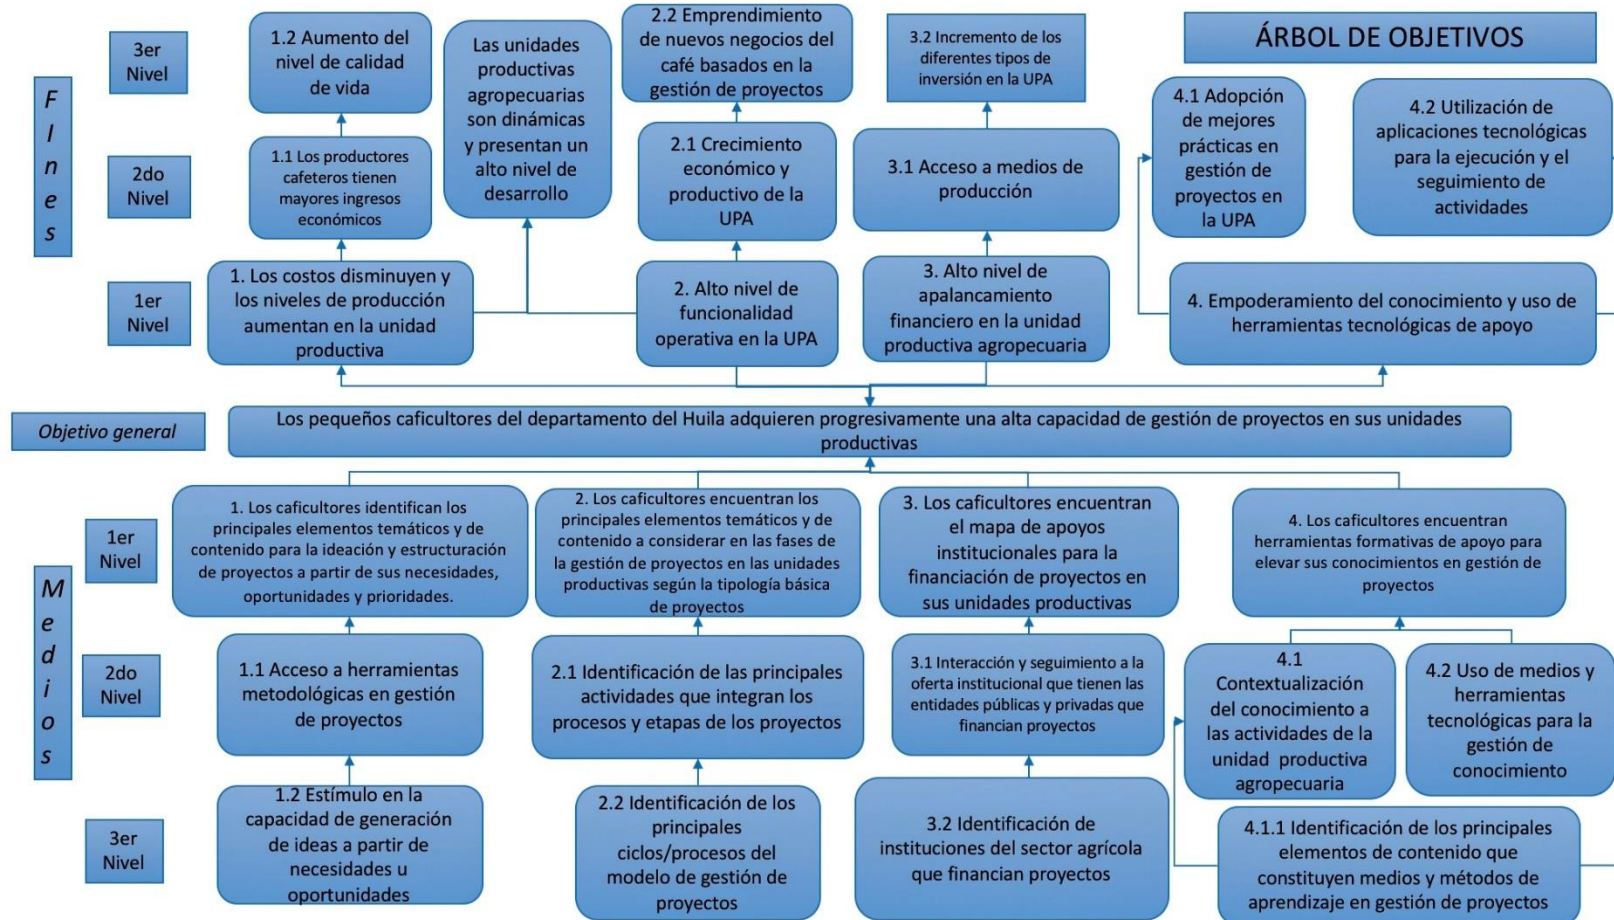 ÁRBOL DE OBJETIVOS
FInes
3er
Nivel
1.2 Aumento del
nivel de calidad
de vida
Las unidades
productivas
agropecuarias
son dinámicas
y presentan un
alto nivel de
desarrollo
2.2 Emprendimiento
de nuevos negocios del
café basados en la
gestión de proyectos
3.2 Incremento de los
diferentes tipos de
inversión en la UPA
4.1 Adopción
de mejores
prácticas en
gestión de
proyectos en
la UPA
4.2 Utilización de
aplicaciones tecnológicas
para la ejecución y el
seguimiento de
actividades
2do
Nivel
1.1 Los productores
cafeteros tienen
mayores ingresos
económicos
2.1 Crecimiento
económico y
productivo de la
UPA
3.1 Acceso a medios de
producción
1er
Nivel
1. Los costos disminuyen y
los niveles de producción
aumentan en la unidad
productiva
2. Alto nivel de
funcionalidad
operativa en la UPA
3. Alto nivel de
apalancamiento
financiero en la unidad
productiva agropecuaria
4. Empoderamiento del conocimiento y uso de
herramientas tecnológicas de apoyo
Objetivo general
Los pequeños caficultores del departamento del Huila adquieren progresivamente una alta capacidad de gestión de proyectos en sus unidades
productivas
Medios
1er
Nivel
1. Los caficultores identifican los
principales elementos temáticos y de
contenido para la ideación y estructuración
de proyectos a partir de sus necesidades,
oportunidades y prioridades.
2. Los caficultores encuentran los
principales elementos temáticos y de
contenido a considerar en las fases de
la gestión de proyectos en las unidades
productivas según la tipología básica
de proyectos
3. Los caficultores encuentran
el mapa de apoyos
institucionales para la
financiación de proyectos en
sus unidades productivas
4. Los caficultores encuentran
herramientas formativas de apoyo para
elevar sus conocimientos en gestión de
proyectos
2do
Nivel
1.1 Acceso a herramientas
metodológicas en gestión
de proyectos
2.1 Identificación de las principales
actividades que integran los
procesos y etapas de los proyectos
3.1 Interacción y seguimiento a la
oferta institucional que tienen las
entidades públicas y privadas que
financian proyectos
4.1
Contextualización
del conocimiento a
las actividades de la
unidad productiva
agropecuaria
4.2 Uso de medios y
herramientas
tecnológicas para la
gestión de
conocimiento
3er
Nivel
1.2 Estímulo en la
capacidad de generación
de ideas a partir de
necesidades u
oportunidades
2.2 Identificación de los
principales
ciclos/procesos del
modelo de gestión de
proyectos
3.2 Identificación de
instituciones del sector agrícola
que financian proyectos
4.1.1 Identificación de los principales
elementos de contenido que
constituyen medios y métodos de
aprendizaje en gestión de proyectos